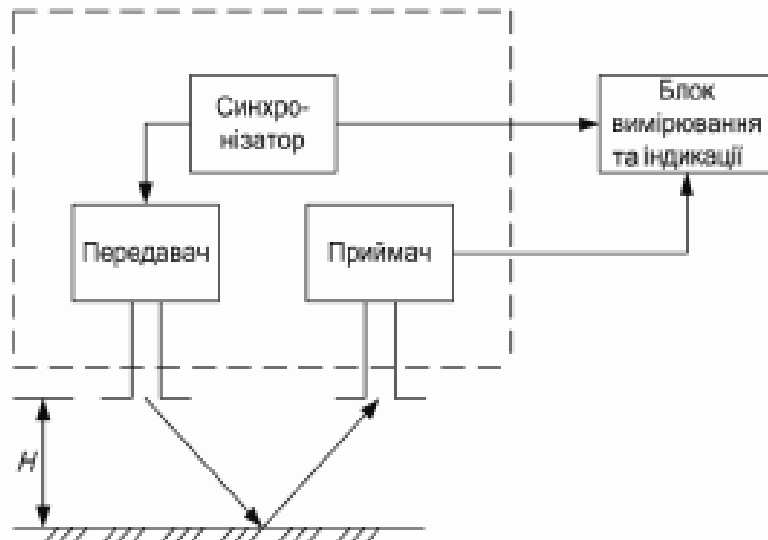 Синхро-
нізатор
Блок
вимірювання
та індикації
Передавач
Приймач
H